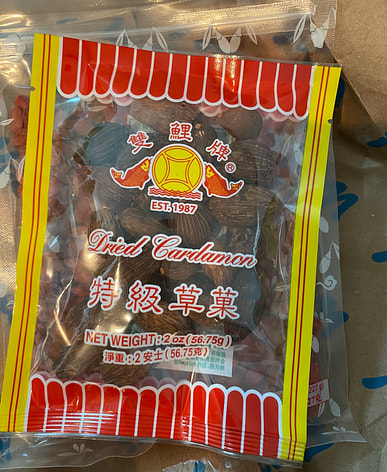 雙鯉牌®
EST. 1987
Dried Cardamon
特級草菓
NET WEIGHT: 2 oz (56.75g)
淨重: 2 安士 (56.75克)